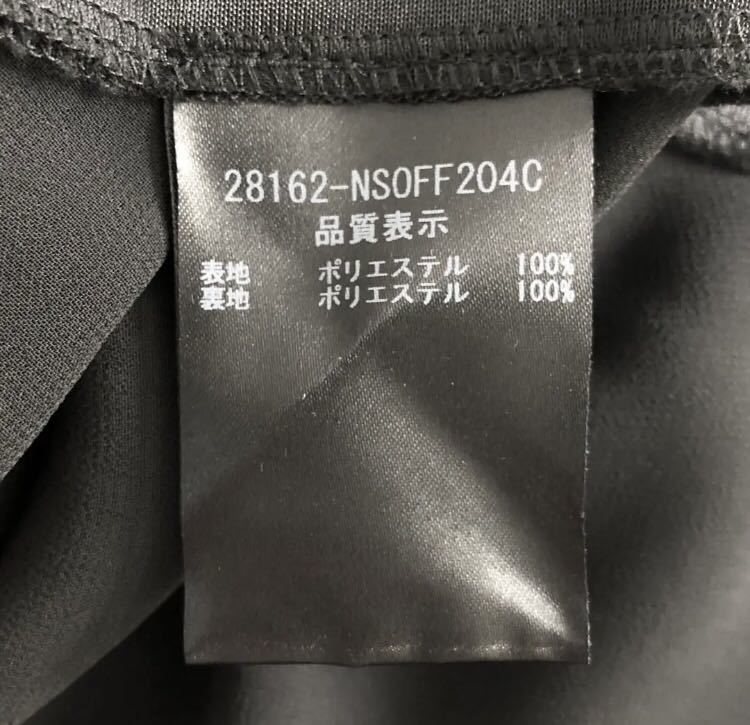 28162-NSOFF204C
品質表示
表地 ポリエステル 100%
裏地 ポリエステル 100%